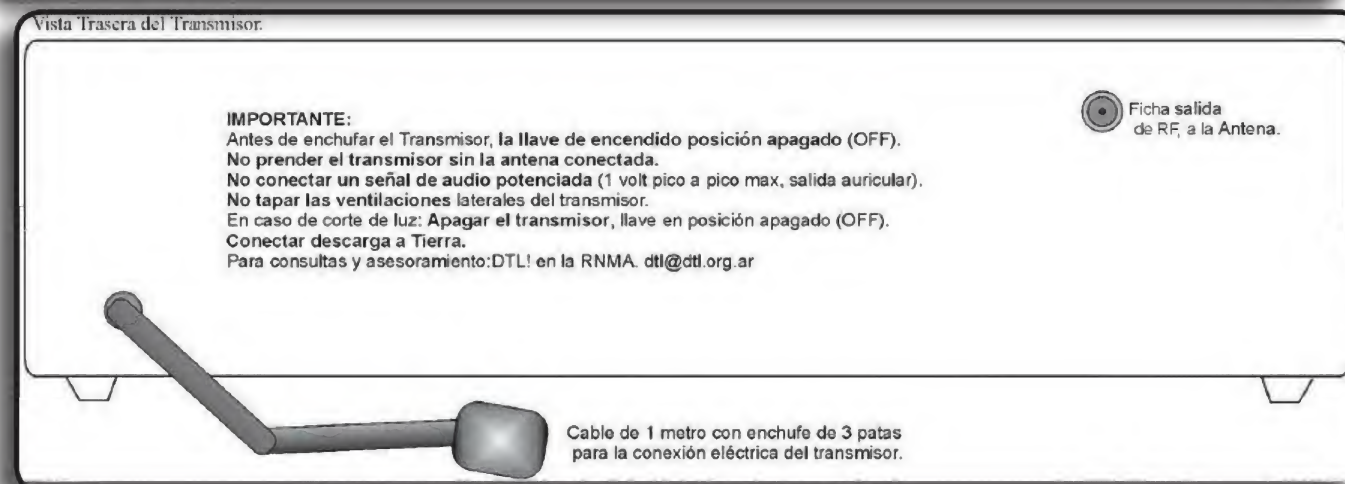 Vista Trasera del Transmisor.
IMPORTANTE:
Antes de enchufar el Transmisor, la llave de encendido posición apagado (OFF).
No prender el transmisor sin la antena conectada.
No conectar un señal de audio potenciada (1 volt pico a pico max, salida auricular).
No tapar las ventilaciones laterales del transmisor.
En caso de corte de luz: Apagar el transmisor, llave en posición apagado (OFF).
Conectar descarga a Tierra.
Para consultas y asesoramiento:DTL! en la RNMA. dtl@dtl.org.ar
Ficha salida
de RF, a la Antena.
Cable de 1 metro con enchufe de 3 patas
para la conexión eléctrica del transmisor.